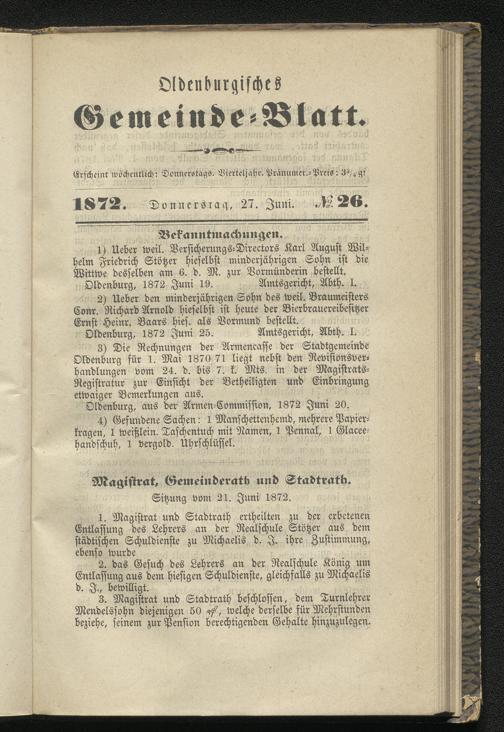 Oldenburgisches
Gemeinde-Blatt.
Erscheint wöchentlich: Donnerstags. Vierteljahr. Pränumer.-Preis: 3¾ gr
1872. Donnerstag, 27. Juni. № 26.
Bekanntmachungen.
1) Ueber weil. Versicherungs-Directors Karl August Wil-
helm Friedrich Stötzer hieselbst minderjährigen Sohn ist die
Wittwe desselben am 6. d. M. zur Vormünderin bestellt.
Oldenburg, 1872 Juni 19. Amtsgericht, Abth. I.
2) Ueber den minderjährigen Sohn des weil. Braumeisters
Conr. Richard Arnold hieselbst ist heute der Bierbrauereibesitzer
Ernst Heinr. Baars hies. als Vormund bestellt.
Oldenburg, 1872 Juni 25. Amtsgericht, Abth. I.
3) Die Rechnungen der Armencasse der Stadtgemeinde
Oldenburg für 1. Mai 1870 71 liegt nebst den Revisionsver-
handlungen vom 24. d. bis 7. k. Mts. in der Magistrats-
Registratur zur Einsicht der Betheiligten und Einbringung
etwaiger Bemerkungen aus.
Oldenburg, aus der Armen-Commission, 1872 Juni 20.
4) Gefundene Sachen: 1 Manschettenhemd, mehrere Papier-
kragen, 1 weißlein. Taschentuch mit Namen, 1 Pennal, 1 Glacee-
handschuh, 1 vergold. Uhrschlüssel.
Magistrat, Gemeinderath und Stadtrath.
Sitzung vom 21. Juni 1872.
1. Magistrat und Stadtrath ertheilten zu der erbetenen
Entlassung des Lehrers an der Realschule Stötzer aus dem
städtischen Schuldienste zu Michaelis d. J. ihre Zustimmung,
ebenso wurde
2. das Gesuch des Lehrers an der Realschule König um
Entlassung aus dem hiesigen Schuldienste, gleichfalls zu Michaelis
d. J., bewilligt.
3. Magistrat und Stadtrath beschlossen, dem Turnlehrer
Mendelssohn diejenigen 50 ₰, welche derselbe für Mehrstunden
beziehe, seinem zur Pension berechtigenden Gehalte hinzuzulegen.